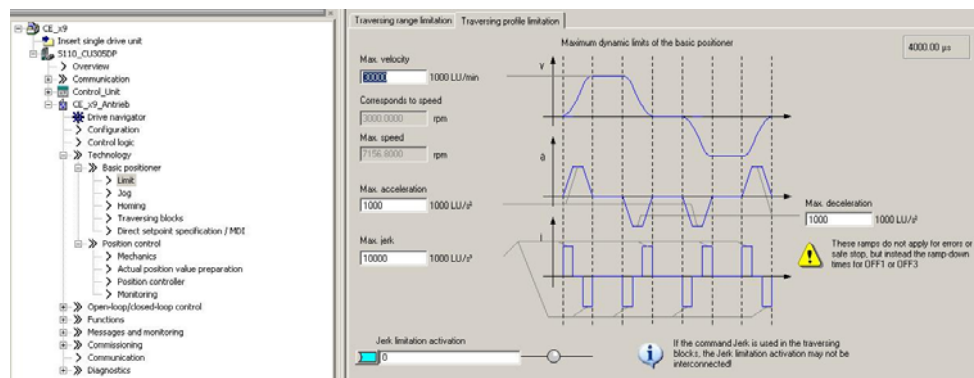 CE_x9
Insert single drive unit
S110_CU305DP
Overview
Communication
Control_Unit
CE_x9_Antrieb
Drive navigator
Configuration
Control logic
Technology
Basic positioner
Limit
Jog
Homing
Traversing blocks
Direct setpoint specification / MDI
Position control
Mechanics
Actual position value preparation
Position controller
Monitoring
Open-loop/closed-loop control
Functions
Messages and monitoring
Commissioning
Communication
Diagnostics
Traversing range limitation
Traversing profile limitation
Maximum dynamic limits of the basic positioner
4000.00 µs
Max. velocity
30000 1000 LU/min
Corresponds to speed
3000.0000 rpm
Max. speed
7156.8000 rpm
Max. acceleration
1000 1000 LU/s²
Max. jerk
10000 1000 LU/s³
v
a
i
Max. deceleration
1000 1000 LU/s²
These ramps do not apply for errors or
safe stop, but instead the ramp-down
times for OFF1 or OFF3
Jerk limitation activation
0
If the command Jerk is used in the traversing
blocks, the Jerk limitation activation may not be
interconnected!